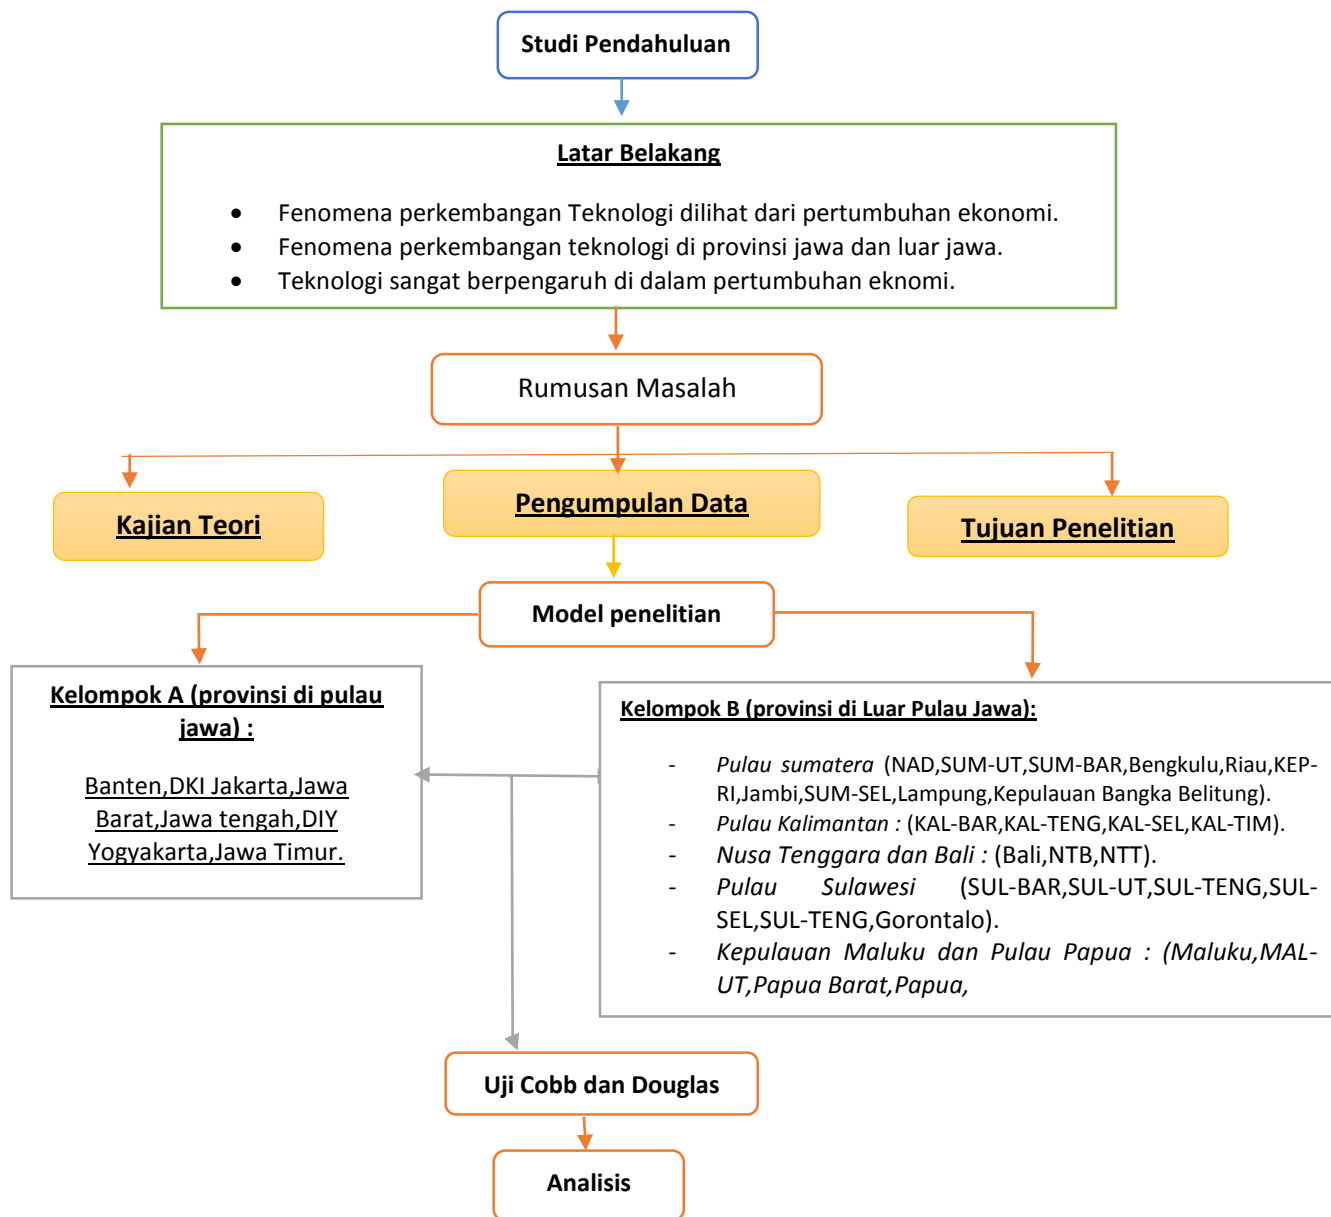 Studi Pendahuluan
Latar Belakang
• Fenomena perkembangan Teknologi dilihat dari pertumbuhan ekonomi.
• Fenomena perkembangan teknologi di provinsi jawa dan luar jawa.
• Teknologi sangat berpengaruh di dalam pertumbuhan eknomi.
Rumusan Masalah
Kajian Teori
Pengumpulan Data
Tujuan Penelitian
Model penelitian
Kelompok A (provinsi di pulau
jawa) :
Banten,DKI Jakarta,Jawa
Barat,Jawa tengah,DIY
Yogyakarta,Jawa Timur.
Kelompok B (provinsi di Luar Pulau Jawa):
- Pulau sumatera (NAD,SUM-UT,SUM-BAR,Bengkulu,Riau,KEP-
RI,Jambi,SUM-SEL,Lampung,Kepulauan Bangka Belitung).
- Pulau Kalimantan : (KAL-BAR,KAL-TENG,KAL-SEL,KAL-TIM).
- Nusa Tenggara dan Bali : (Bali,NTB,NTT).
- Pulau Sulawesi (SUL-BAR,SUL-UT,SUL-TENG,SUL-
SEL,SUL-TENG,Gorontalo).
- Kepulauan Maluku dan Pulau Papua : (Maluku,MAL-
UT,Papua Barat,Papua,
Uji Cobb dan Douglas
Analisis